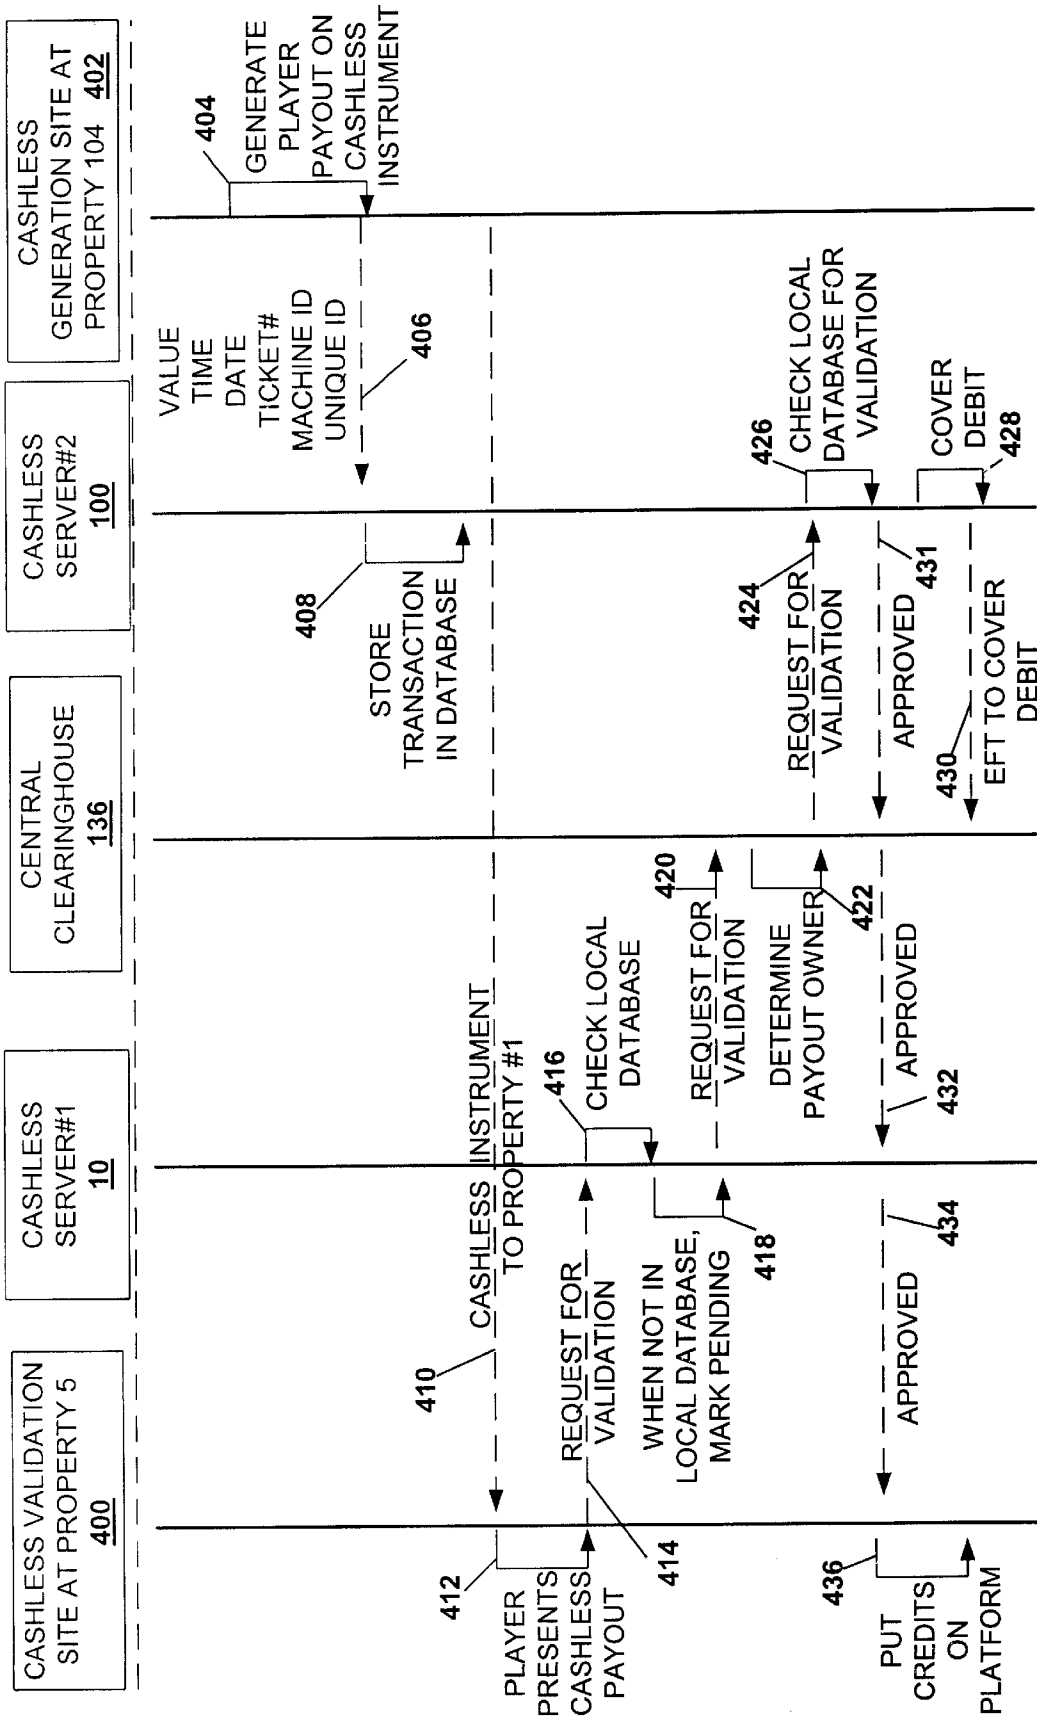 CASHLESS VALIDATION
SITE AT PROPERTY 5
400
CASHLESS
SERVER#1
10
CENTRAL
CLEARINGHOUSE
136
CASHLESS
SERVER#2
100
CASHLESS
GENERATION SITE AT
PROPERTY 104 402
404
GENERATE
PLAYER
PAYOUT ON
CASHLESS
INSTRUMENT
VALUE
TIME
DATE
TICKET#
MACHINE ID
UNIQUE ID
406
408
STORE
TRANSACTION
IN DATABASE
410
CASHLESS INSTRUMENT
TO PROPERTY #1
412
PLAYER
PRESENTS
CASHLESS
PAYOUT
414
REQUEST FOR
VALIDATION
416
CHECK LOCAL
DATABASE
WHEN NOT IN
LOCAL DATABASE,
MARK PENDING
418
420
REQUEST FOR
VALIDATION
DETERMINE
PAYOUT OWNER
422
424
REQUEST FOR
VALIDATION
426
CHECK LOCAL
DATABASE FOR
VALIDATION
COVER
DEBIT
428
431
APPROVED
430
EFT TO COVER
DEBIT
432
APPROVED
434
APPROVED
436
PUT
CREDITS
ON
PLATFORM